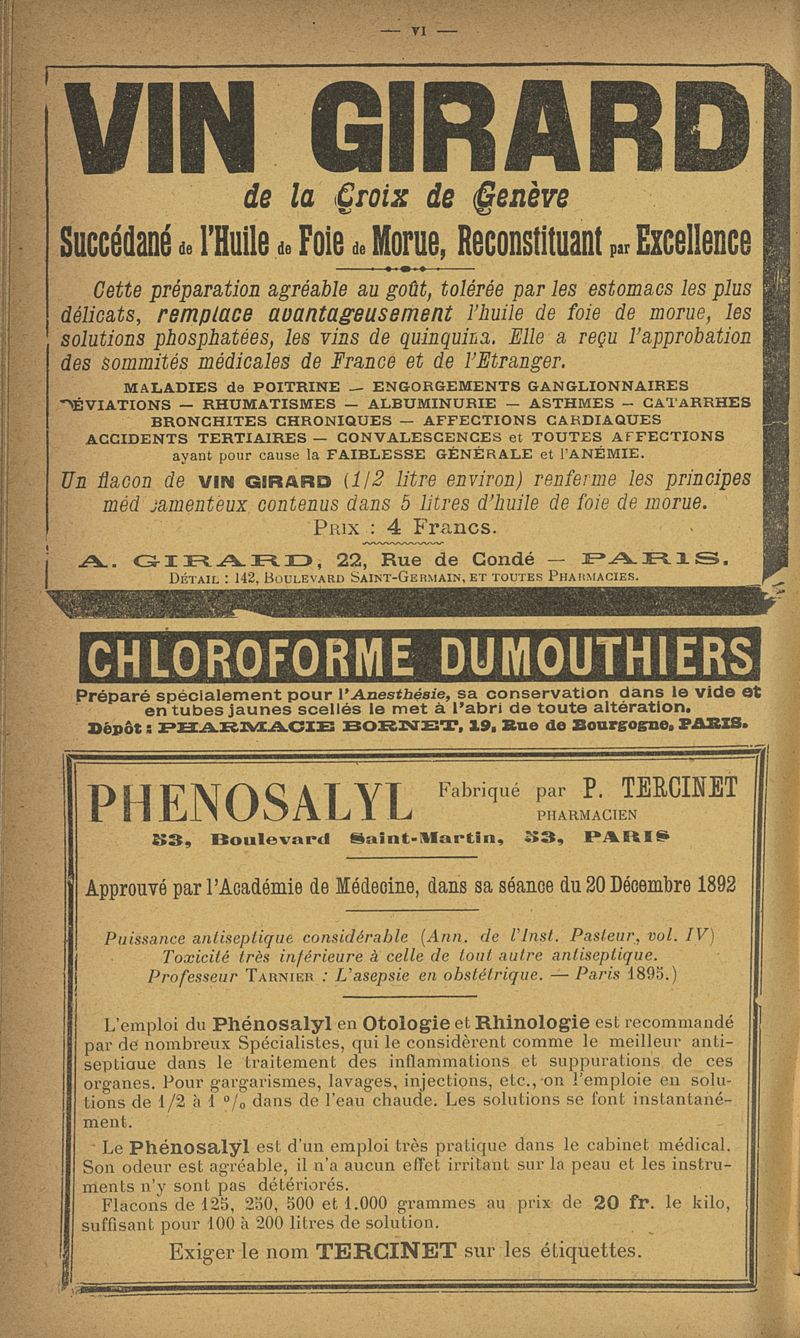 — VI —
VIN GIRARD
de la Croix de Genève
Succédané de l'Huile de Foie de Morue, Reconstituant par Excellence
Cette préparation agréable au goût, tolérée par les estomacs les plus
délicats, remplace avantageusement l'huile de foie de morue, les
solutions phosphatées, les vins de quinquina. Elle a reçu l'approbation
des sommités médicales de France et de l'Etranger.
MALADIES de POITRINE — ENGORGEMENTS GANGLIONNAIRES
DÉVIATIONS — RHUMATISMES — ALBUMINURIE — ASTHMES — CATARRHES
BRONCHITES CHRONIQUES — AFFECTIONS CARDIAQUES
ACCIDENTS TERTIAIRES — CONVALESCENCES et TOUTES AFFECTIONS
ayant pour cause la FAIBLESSE GÉNÉRALE et l'ANÉMIE.
Un flacon de VIN GIRARD (1/2 litre environ) renferme les principes
médicamenteux contenus dans 5 litres d'huile de foie de morue.
PRIX : 4 Francs.
A. GIRARD, 22, Rue de Condé — PARIS.
DÉTAIL : 142, BOULEVARD SAINT-GERMAIN, ET TOUTES PHARMACIES.
CHLOROFORME DUMOUTHIERS
Préparé spécialement pour l'Anesthésie, sa conservation dans le vide et
en tubes jaunes scellés le met à l'abri de toute altération.
Dépôt : PHARMACIE BORNET, 19, Rue de Bourgogne, PARIS.
PHENOSALYL Fabriqué par P. TERCINET
PHARMACIEN
53, Boulevard Saint-Martin, 53, PARIS
Approuvé par l'Académie de Médecine, dans sa séance du 20 Décembre 1892
Puissance antiseptique considérable (Ann. de l'Inst. Pasteur, vol. IV)
Toxicité très inférieure à celle de tout autre antiseptique.
Professeur TARNIER : L'asepsie en obstétrique. — Paris 1895.)
L'emploi du Phénosalyl en Otologie et Rhinologie est recommandé
par de nombreux Spécialistes, qui le considèrent comme le meilleur anti-
septique dans le traitement des inflammations et suppurations de ces
organes. Pour gargarismes, lavages, injections, etc., on l'emploie en solu-
tions de 1/2 à 1 % dans de l'eau chaude. Les solutions se font instantané-
ment.
Le Phénosalyl est d'un emploi très pratique dans le cabinet médical.
Son odeur est agréable, il n'a aucun effet irritant sur la peau et les instru-
ments n'y sont pas détériorés.
Flacons de 125, 250, 500 et 1.000 grammes au prix de 20 fr. le kilo,
suffisant pour 100 à 200 litres de solution.
Exiger le nom TERCINET sur les étiquettes.